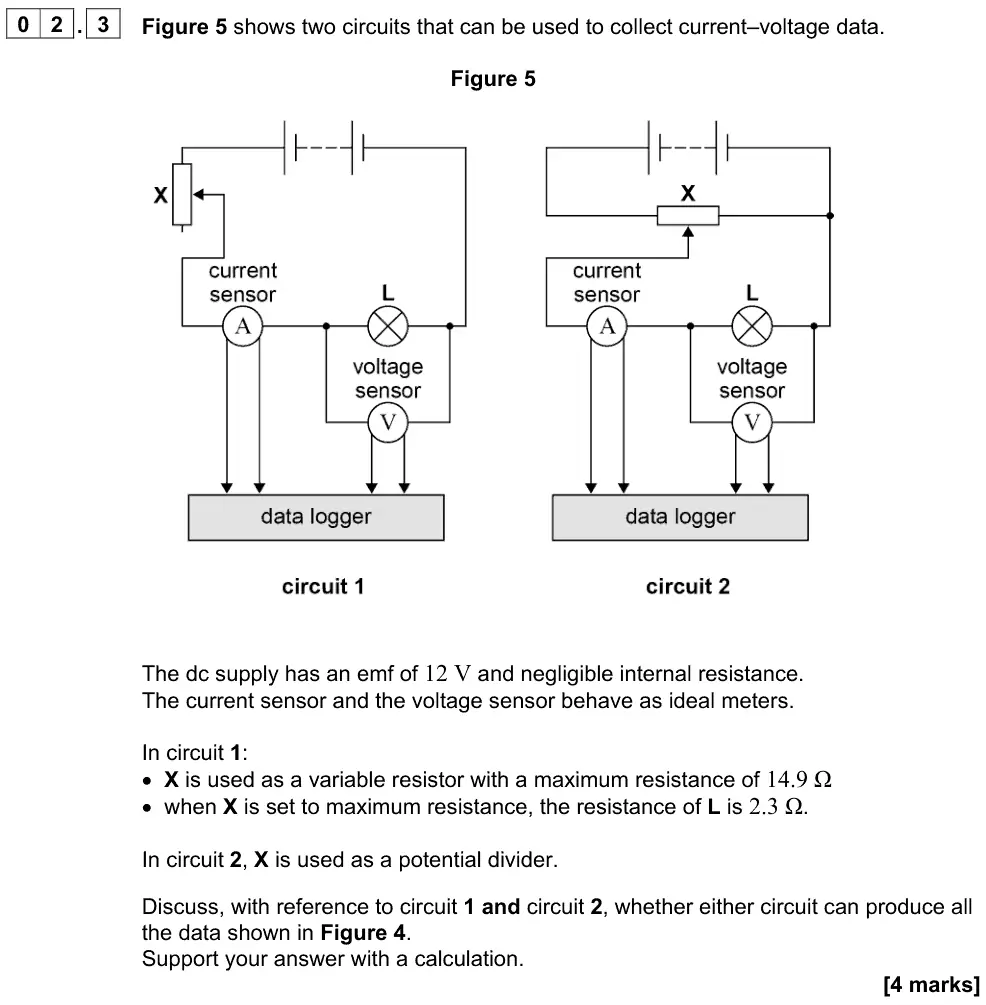 0 2 . 3 Figure 5 shows two circuits that can be used to collect current–voltage data.
Figure 5
X
current
sensor
A
L
voltage
sensor
V
data logger
circuit 1
X
current
sensor
A
L
voltage
sensor
V
data logger
circuit 2
The dc supply has an emf of 12 V and negligible internal resistance.
The current sensor and the voltage sensor behave as ideal meters.
In circuit 1:
• X is used as a variable resistor with a maximum resistance of 14.9 Ω
• when X is set to maximum resistance, the resistance of L is 2.3 Ω.
In circuit 2, X is used as a potential divider.
Discuss, with reference to circuit 1 and circuit 2, whether either circuit can produce all
the data shown in Figure 4.
Support your answer with a calculation.
[4 marks]